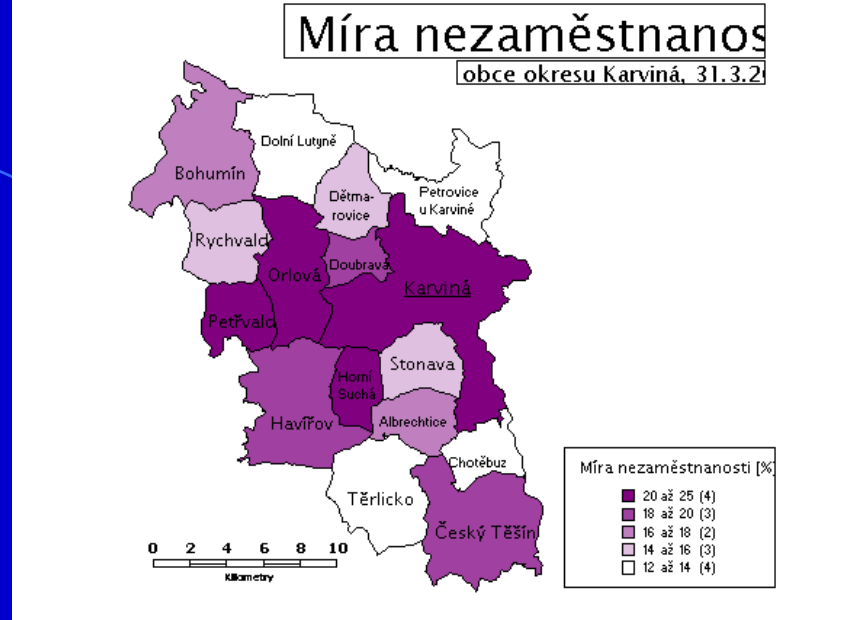 Míra nezaměstnanos
obce okresu Karviná, 31.3.2
Dolní Lutyně
Bohumín
Petrovice
u Karviné
Dětma-
rovice
Rychvald
Doubrava
Orlová
Karviná
Petřvald
Stonava
Horní
Suchá
Havířov
Albrechtice
Chotěbuz
Těrlicko
Český Těšín
Míra nezaměstnanosti [%]
20 až 25 (4)
18 až 20 (3)
16 až 18 (2)
14 až 16 (3)
12 až 14 (4)
0 2 4 6 8 10
Kilometry